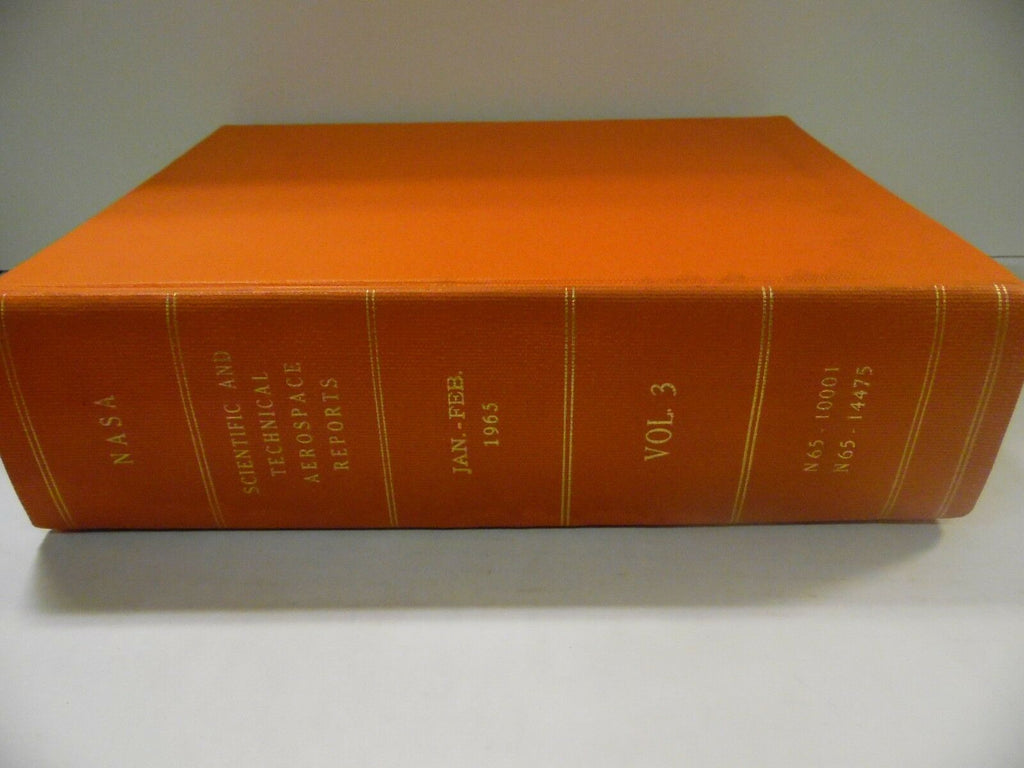 NASA
SCIENTIFIC AND
TECHNICAL
AEROSPACE
REPORTS
JAN.-FEB.
1965
VOL. 3
N65-10001
N65-14475